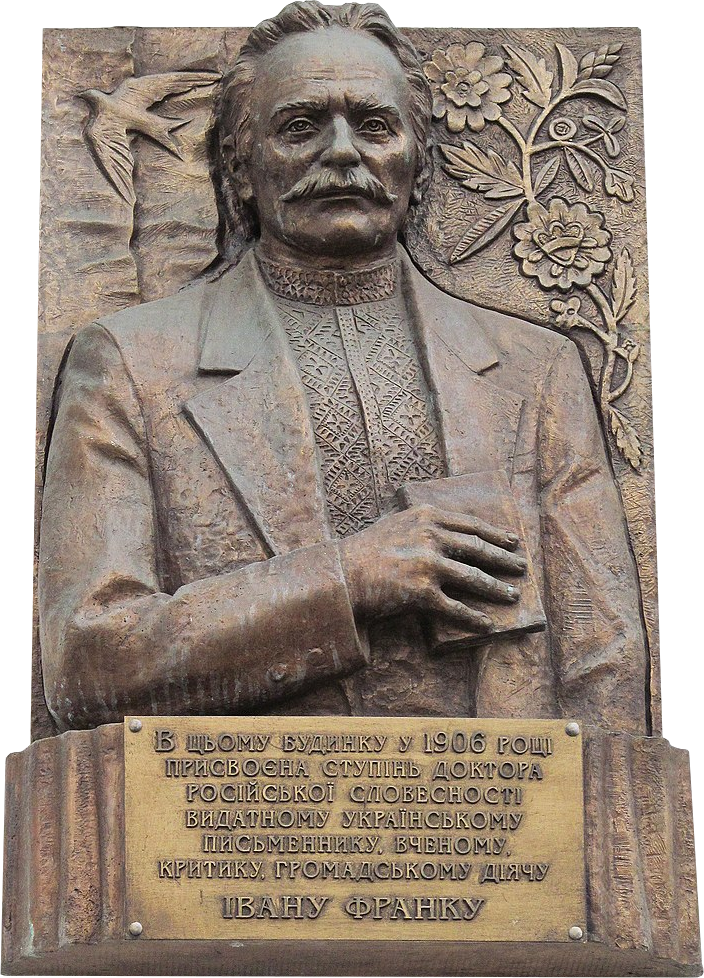 В ЦЬОМУ БУДИНКУ У 1906 РОЦІ
ПРИСВОЄНА СТУПІНЬ ДОКТОРА
РОСІЙСЬКОЇ СЛОВЕСНОСТІ
ВИДАТНОМУ УКРАЇНСЬКОМУ
ПИСЬМЕННИКУ, ВЧЕНОМУ,
КРИТИКУ, ГРОМАДСЬКОМУ ДІЯЧУ
ІВАНУ ФРАНКУ